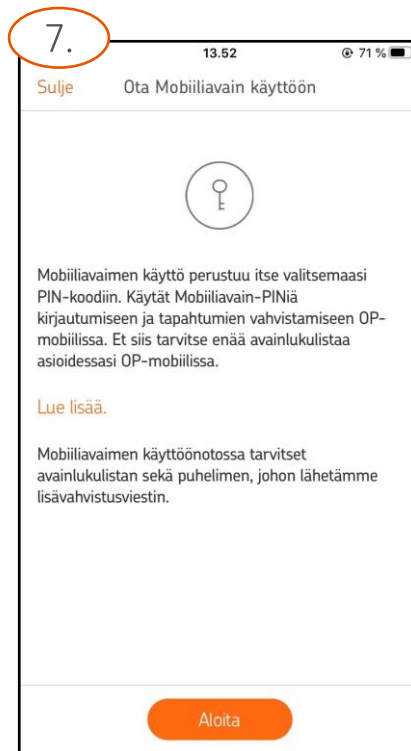 7.
13.52
71 %
Sulje
Ota Mobiiliavain käyttöön
Mobiiliavaimen käyttö perustuu itse valitsemaasi
PIN-koodiin. Käytät Mobiiliavain-PINiä
kirjautumiseen ja tapahtumien vahvistamiseen OP-
mobiilissa. Et siis tarvitse enää avainlukulistaa
asioidessasi OP-mobiilissa.
Lue lisää.
Mobiiliavaimen käyttöönotossa tarvitset
avainlukulistan sekä puhelimen, johon lähetämme
lisävahvistusviestin.
Aloita